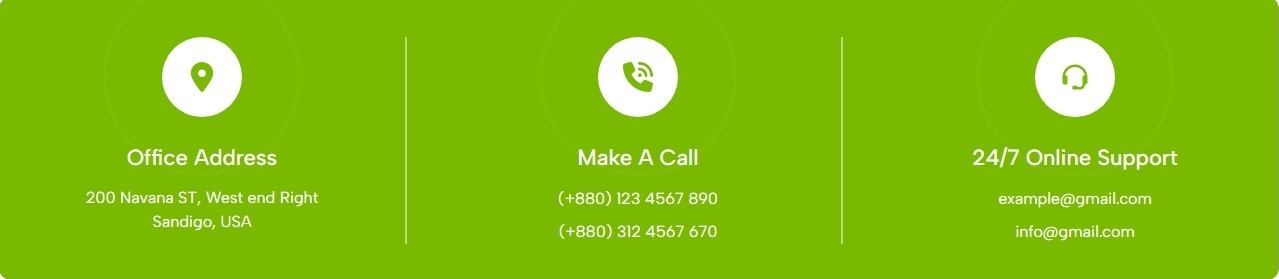 Office Address
200 Navana ST, West end Right
Sandigo, USA
Make A Call
(+880) 123 4567 890
(+880) 312 4567 670
24/7 Online Support
example@gmail.com
info@gmail.com